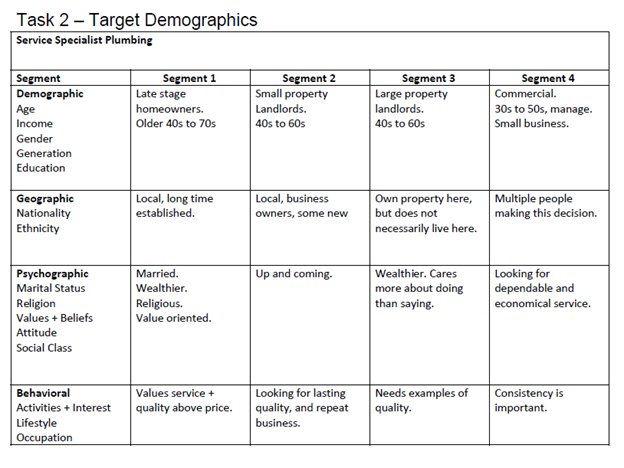 Task 2 – Target Demographics
Service Specialist Plumbing
Segment Segment 1 Segment 2 Segment 3 Segment 4
Demographic
Age
Income
Gender
Generation
Education
Late stage
homeowners.
Older 40s to 70s
Small property
Landlords.
40s to 60s
Large property
landlords.
40s to 60s
Commercial.
30s to 50s, manage.
Small business.
Geographic
Nationality
Ethnicity
Local, long time
established.
Local, business
owners, some new
Own property here,
but does not
necessarily live here.
Multiple people
making this decision.
Psychographic
Marital Status
Religion
Values + Beliefs
Attitude
Social Class
Married.
Wealthier.
Religious.
Value oriented.
Up and coming.
Wealthier. Cares
more about doing
than saying.
Looking for
dependable and
economical service.
Behavioral
Activities + Interest
Lifestyle
Occupation
Values service +
quality above price.
Looking for lasting
quality, and repeat
business.
Needs examples of
quality.
Consistency is
important.